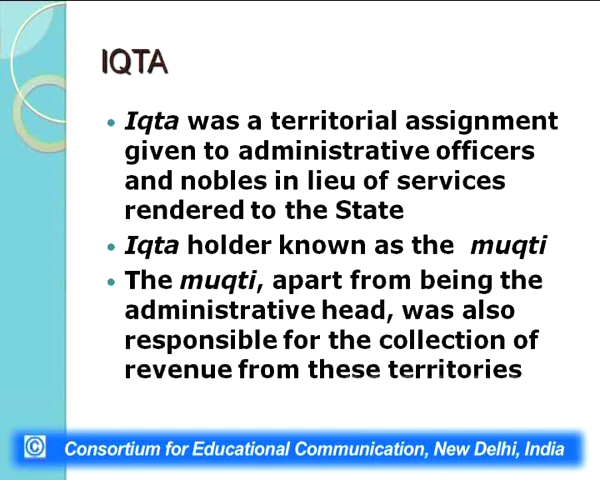 IQTA
• Iqta was a territorial assignment
given to administrative officers
and nobles in lieu of services
rendered to the State
• Iqta holder known as the muqti
• The muqti, apart from being the
administrative head, was also
responsible for the collection of
revenue from these territories
© Consortium for Educational Communication, New Delhi, India